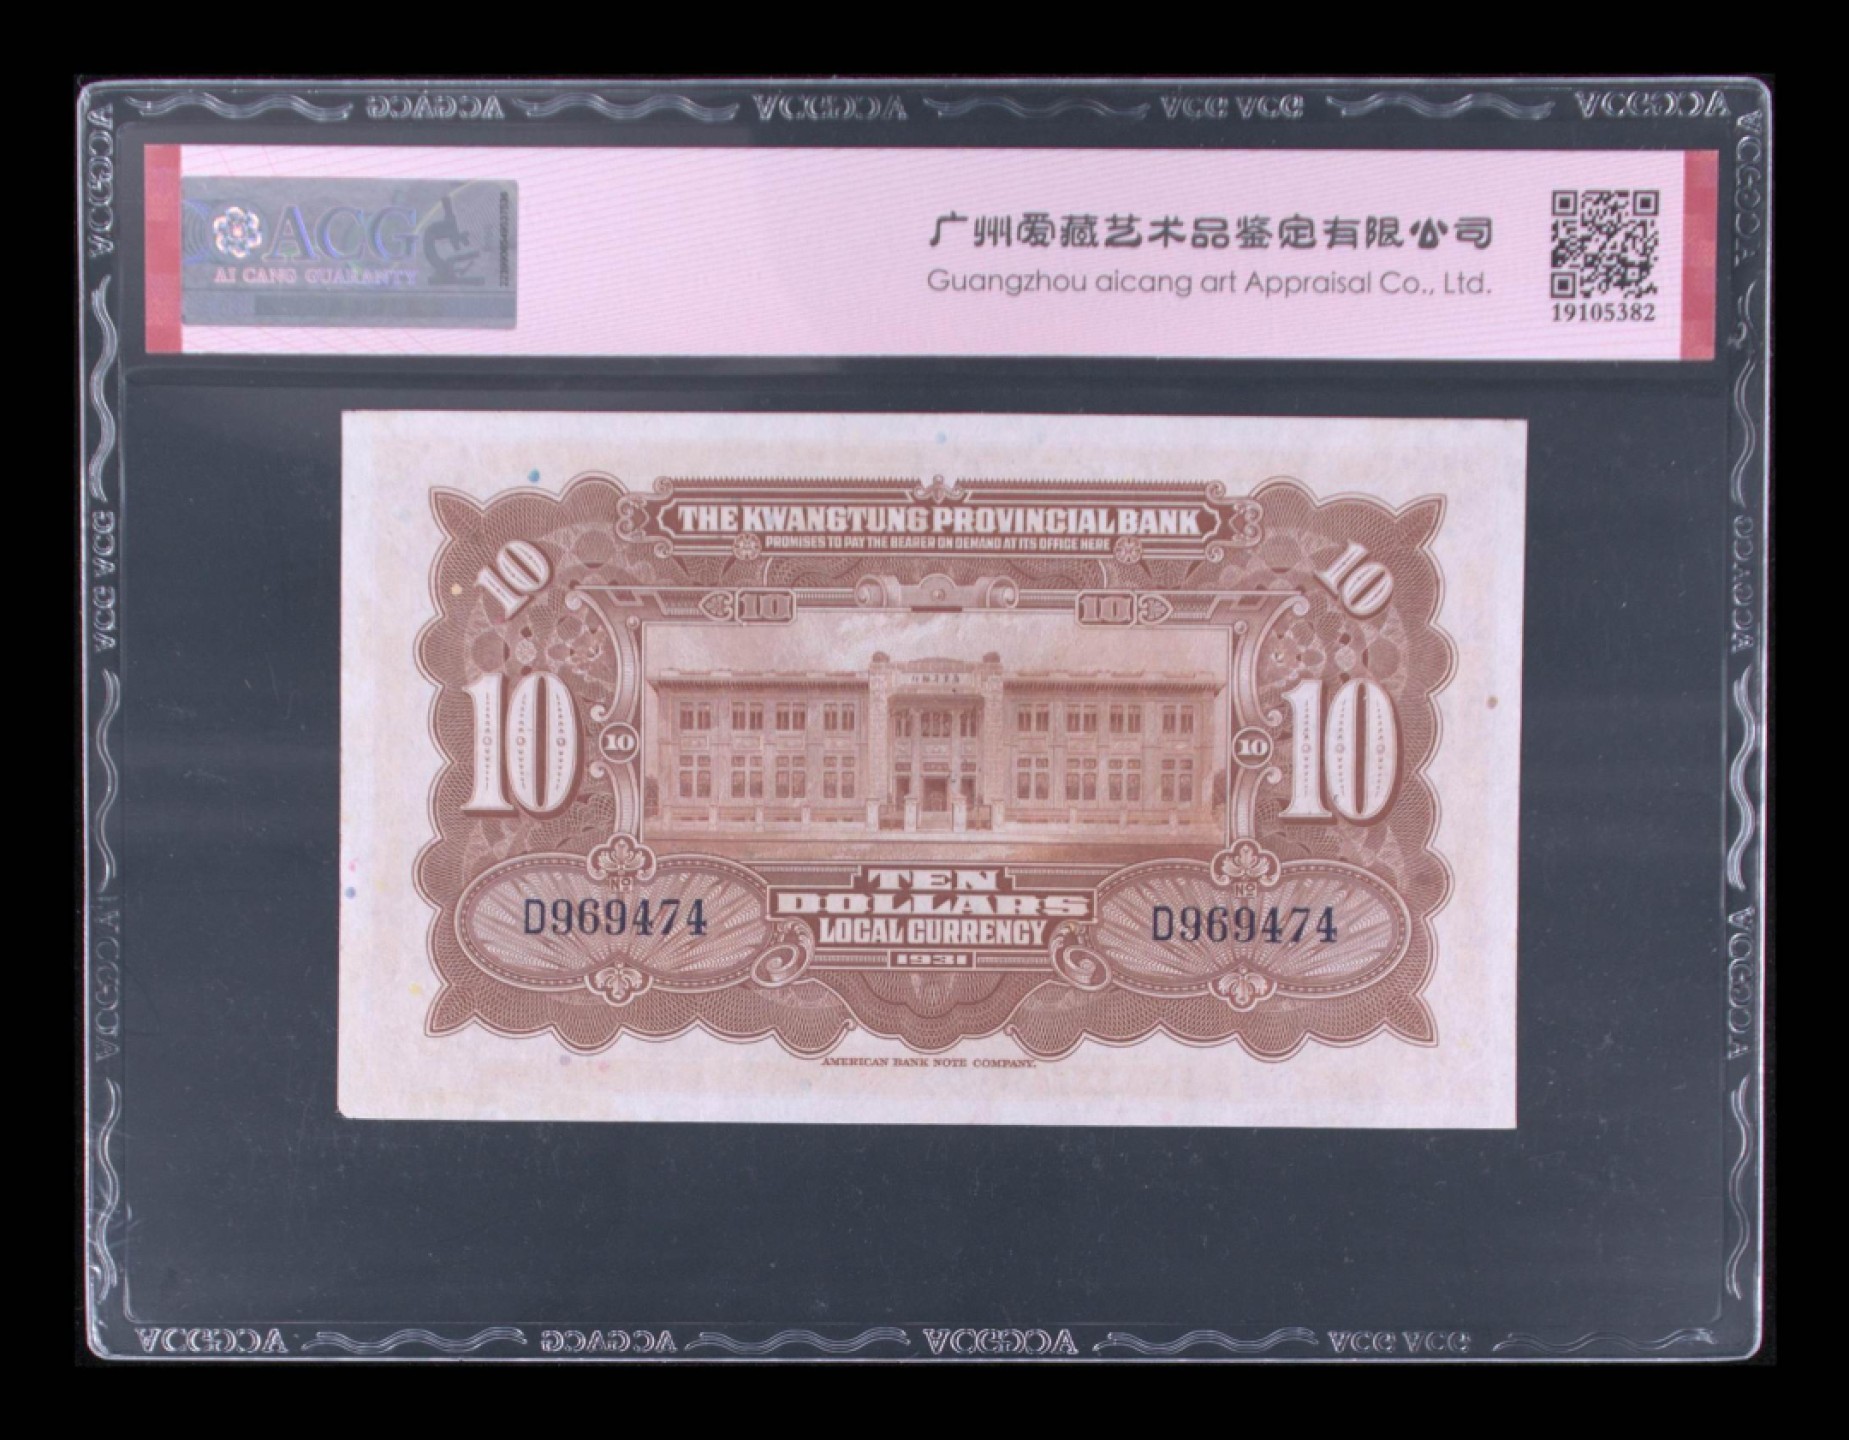 ACG
AI CANG GUARANTY
广州爱藏艺术品鉴定有限公司
Guangzhou aicang art Appraisal Co., Ltd.
19105382
THE KWANGTUNG PROVINCIAL BANK
PROMISES TO PAY THE BEARER ON DEMAND AT ITS OFFICE HERE
10 10
10 10
10 10
10 10
TEN
DOLLARS
LOCAL CURRENCY
1931
Nº Nº
D969474 D969474
AMERICAN BANK NOTE COMPANY.